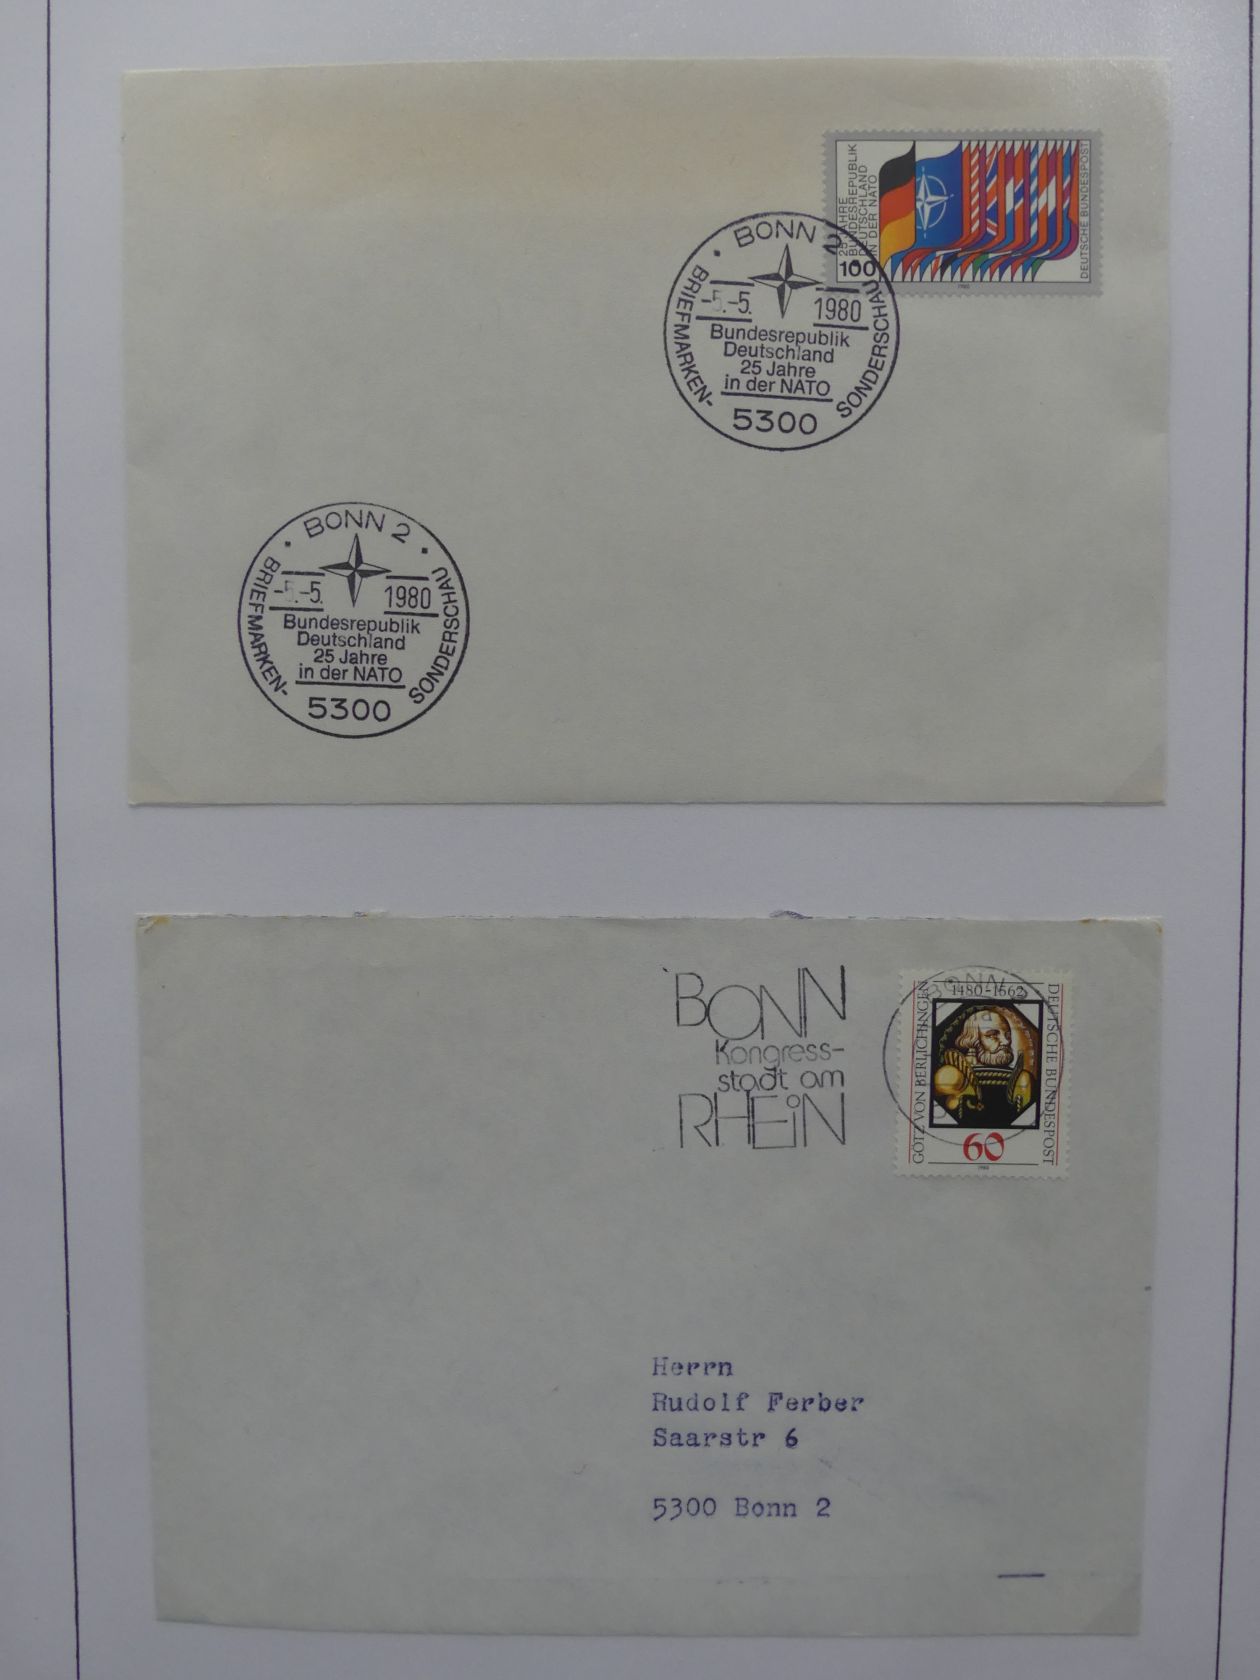 25 JAHRE
BUNDESREPUBLIK
DEUTSCHLAND
IN DER NATO
100
DEUTSCHE BUNDESPOST
1980
BONN 2
-5.-5. 1980
Bundesrepublik
Deutschland
25 Jahre
in der NATO
BRIEFMARKEN-
SONDERSCHAU
5300
BONN 2
-5.-5. 1980
Bundesrepublik
Deutschland
25 Jahre
in der NATO
BRIEFMARKEN-
SONDERSCHAU
5300
BONN
Kongress-
stadt am
RHEiN
BONN
1480-1562
GÖTZ VON BERLICHINGEN
DEUTSCHE BUNDESPOST
60
1980
Herrn
Rudolf Ferber
Saarstr 6
5300 Bonn 2